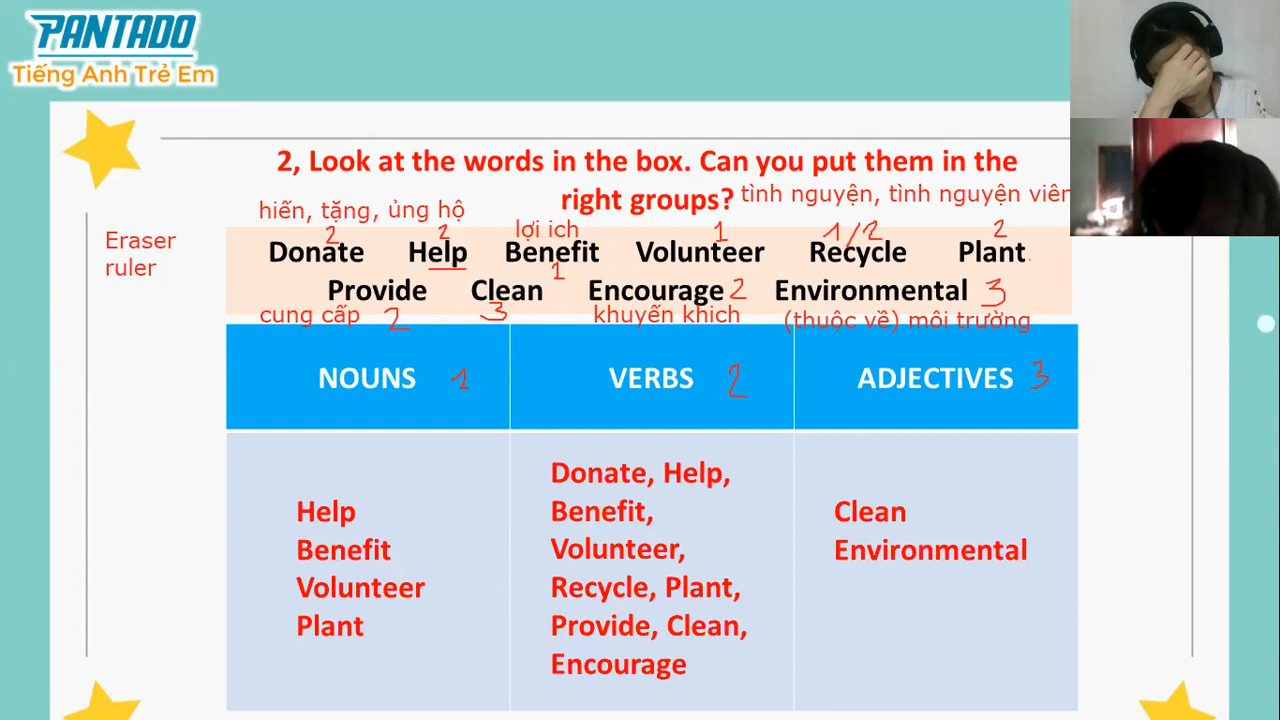 PANTADO
Tiếng Anh Trẻ Em
2, Look at the words in the box. Can you put them in the
right groups? tình nguyện, tình nguyện viên
hiến, tặng, ủng hộ
lợi ich
Eraser
ruler
2 2 1 1/2 2
Donate Help Benefit Volunteer Recycle Plant
1
Provide Clean Encourage 2 Environmental 3
cung cấp 2 3 khuyến khich (thuộc về) môi trường
NOUNS 1 VERBS 2 ADJECTIVES 3
Help
Benefit
Volunteer
Plant
Donate, Help,
Benefit,
Volunteer,
Recycle, Plant,
Provide, Clean,
Encourage
Clean
Environmental